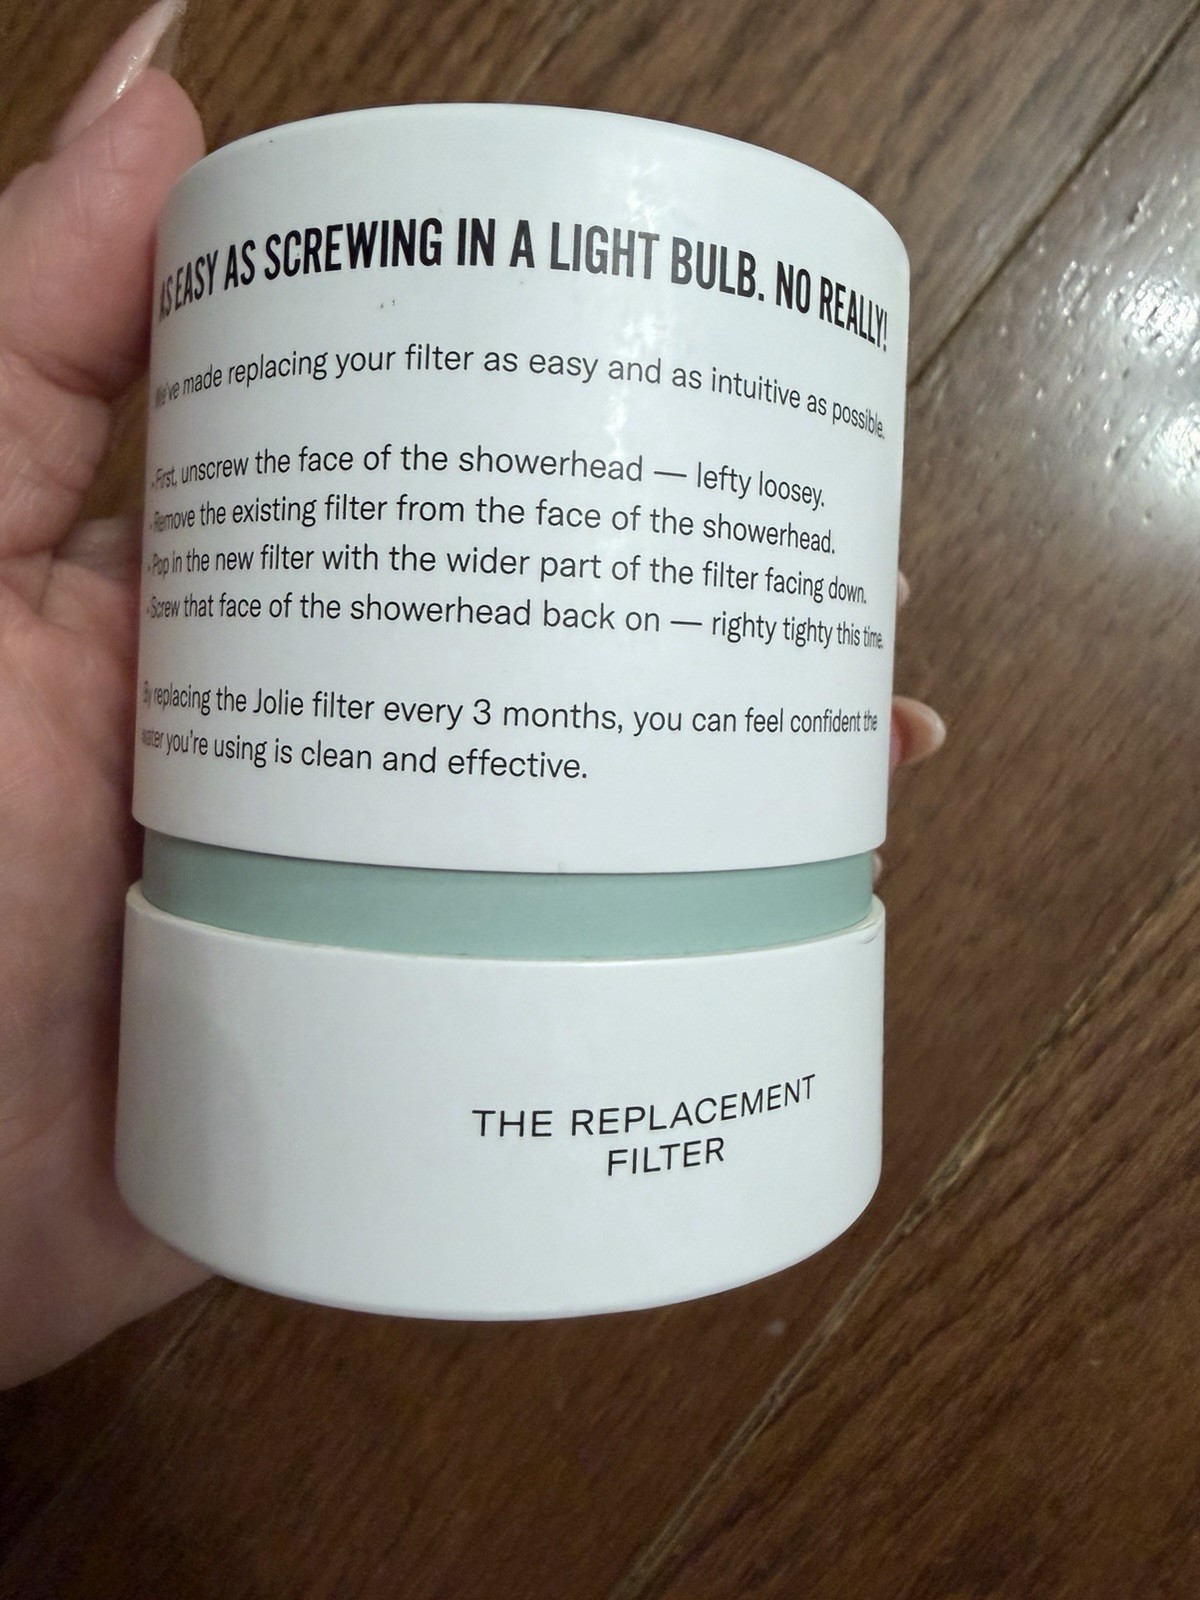 AS EASY AS SCREWING IN A LIGHT BULB. NO REALLY!
We've made replacing your filter as easy and as intuitive as possible.
- First, unscrew the face of the showerhead — lefty loosey.
- Remove the existing filter from the face of the showerhead.
- Pop in the new filter with the wider part of the filter facing down.
- Screw that face of the showerhead back on — righty tighty this time.
By replacing the Jolie filter every 3 months, you can feel confident the
water you're using is clean and effective.
THE REPLACEMENT
FILTER